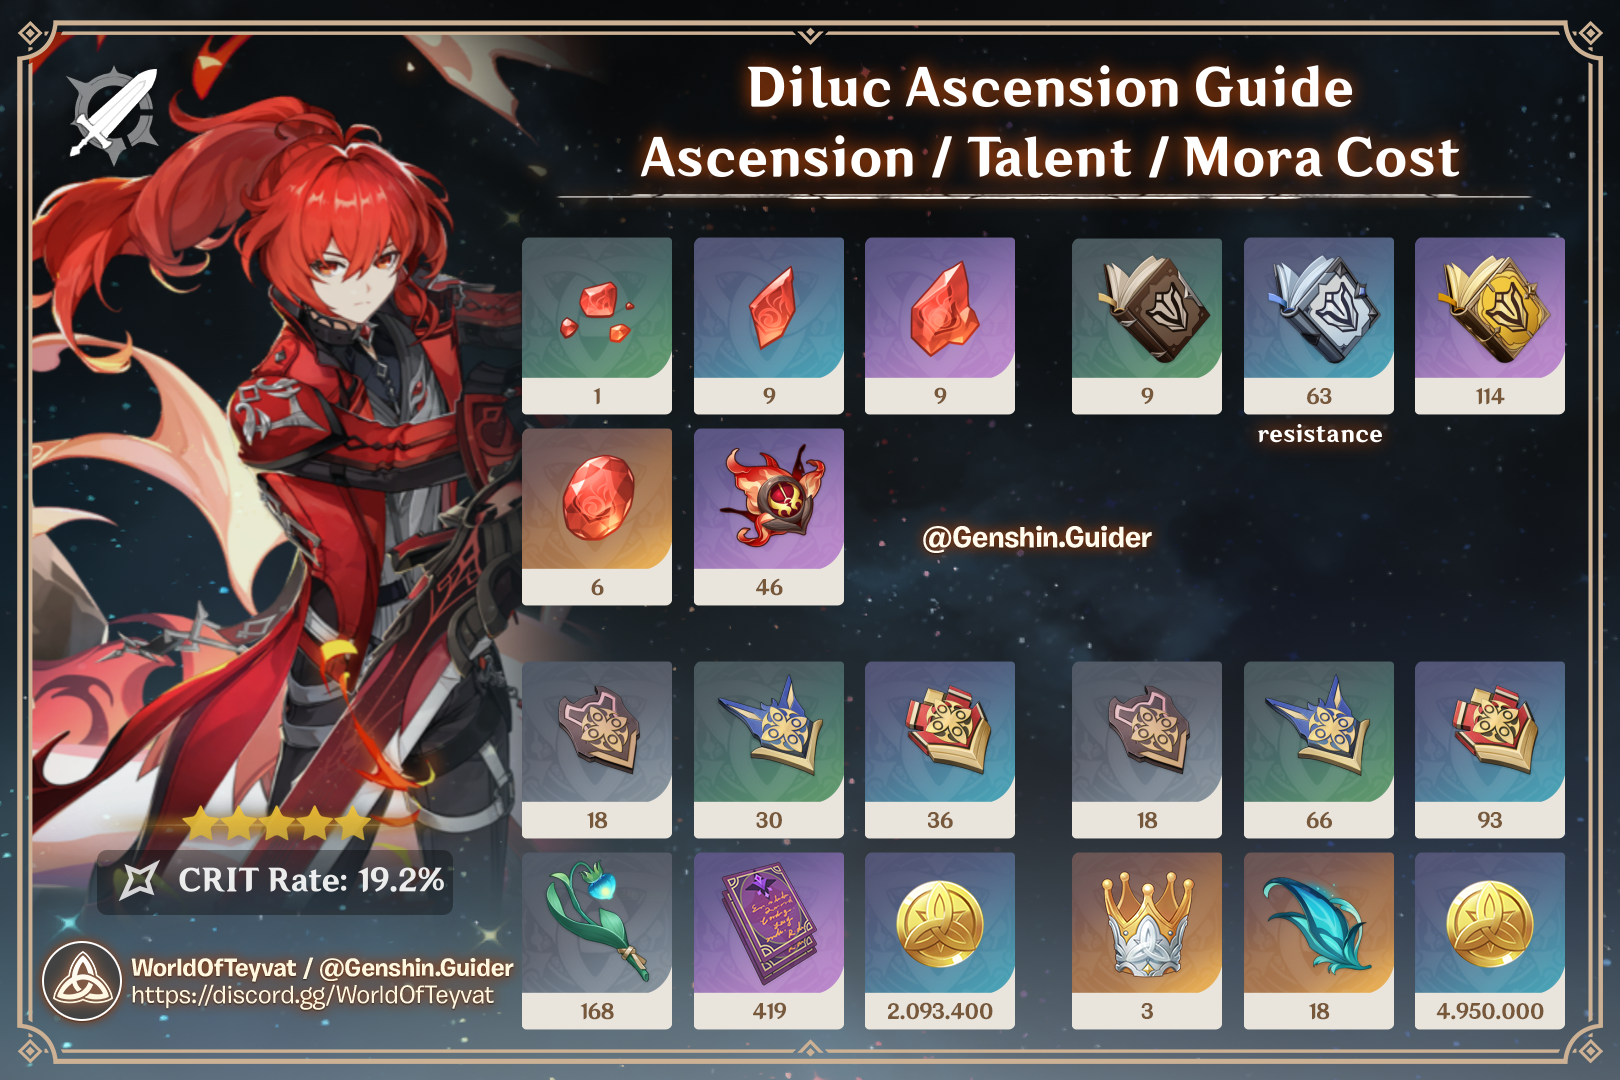 Diluc Ascension Guide
Ascension / Talent / Mora Cost
1
9
9
9
63
114
resistance
6
46
@Genshin.Guider
18
30
36
18
66
93
168
419
2.093.400
3
18
4.950.000
CRIT Rate: 19.2%
WorldOfTeyvat / @Genshin.Guider
https://discord.gg/WorldOfTeyvat